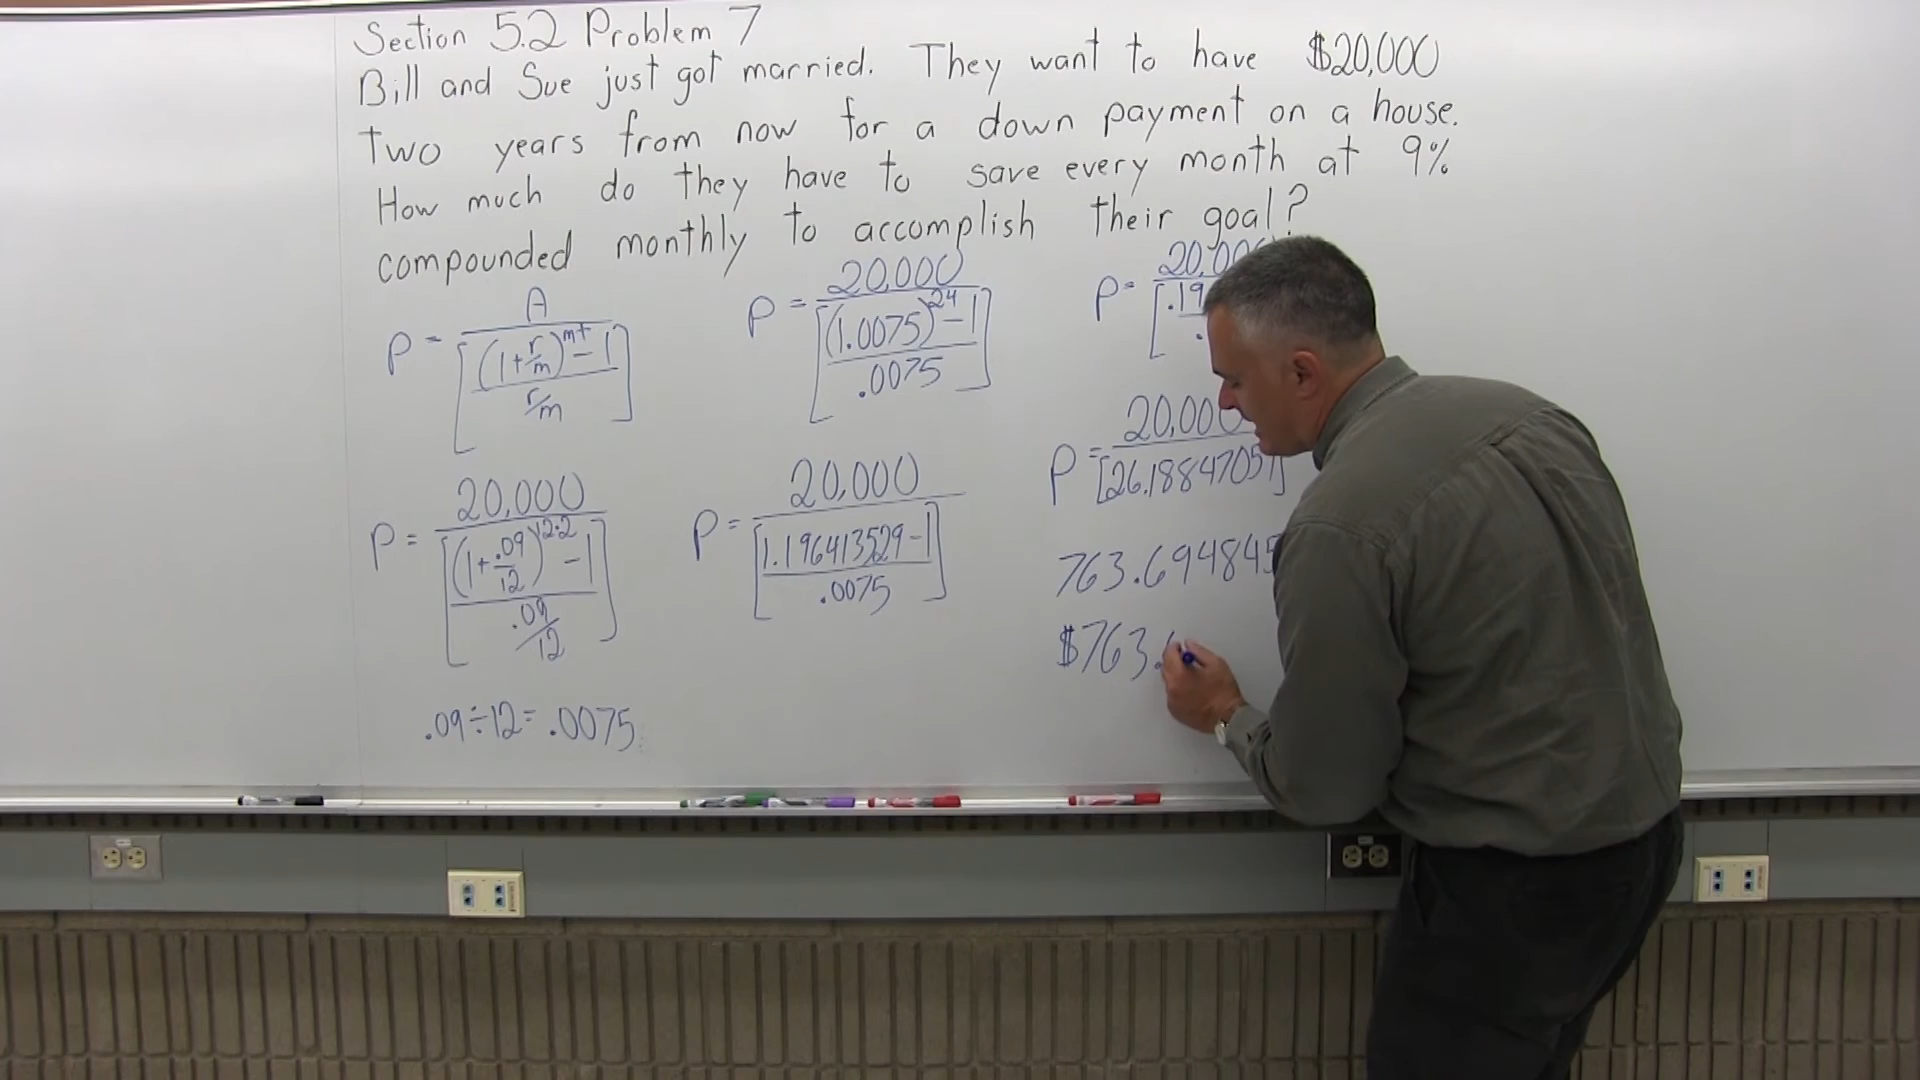 Section 5.2 Problem 7
Bill and Sue just got married. They want to have $20,000
two years from now for a down payment on a house.
How much do they have to save every month at 9%
compounded monthly to accomplish their goal?
P = A / [((1+r/m)^mt - 1) / (r/m)]
P = 20,000 / [((1+.09/12)^12·2 - 1) / (.09/12)]
.09÷12= .0075
P = 20,000 / [((1.0075)^24 - 1) / .0075]
P = 20,000 / [(1.196413529 - 1) / .0075]
P = 20,00
[.19
P = 20,000 / [26.18847057]
763.694845
$763.